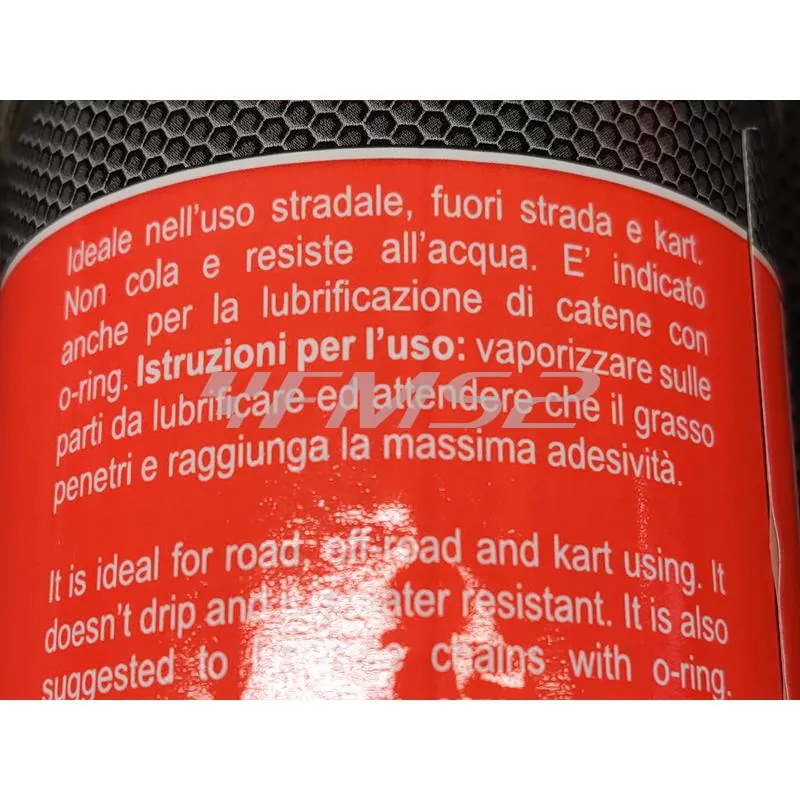 Ideale nell'uso stradale, fuori strada e kart.
Non cola e resiste all'acqua. E' indicato
anche per la lubrificazione di catene con
o-ring. Istruzioni per l'uso: vaporizzare sulle
parti da lubrificare ed attendere che il grasso
penetri e raggiunga la massima adesività.
It is ideal for road, off-road and kart using. It
doesn't drip and resistant. It is also
suggested to chains with o-ring.